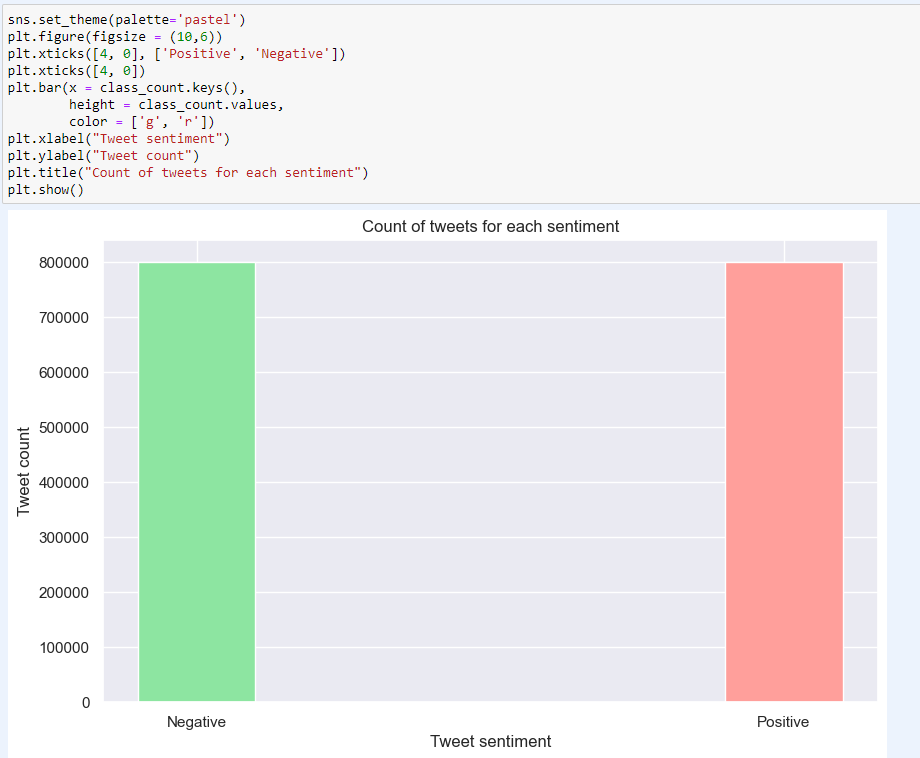 sns.set_theme(palette='pastel')
plt.figure(figsize = (10,6))
plt.xticks([4, 0], ['Positive', 'Negative'])
plt.xticks([4, 0])
plt.bar(x = class_count.keys(),
        height = class_count.values,
        color = ['g', 'r'])
plt.xlabel("Tweet sentiment")
plt.ylabel("Tweet count")
plt.title("Count of tweets for each sentiment")
plt.show()
Count of tweets for each sentiment
800000
700000
600000
500000
400000
300000
200000
100000
0
Tweet count
Negative Positive
Tweet sentiment